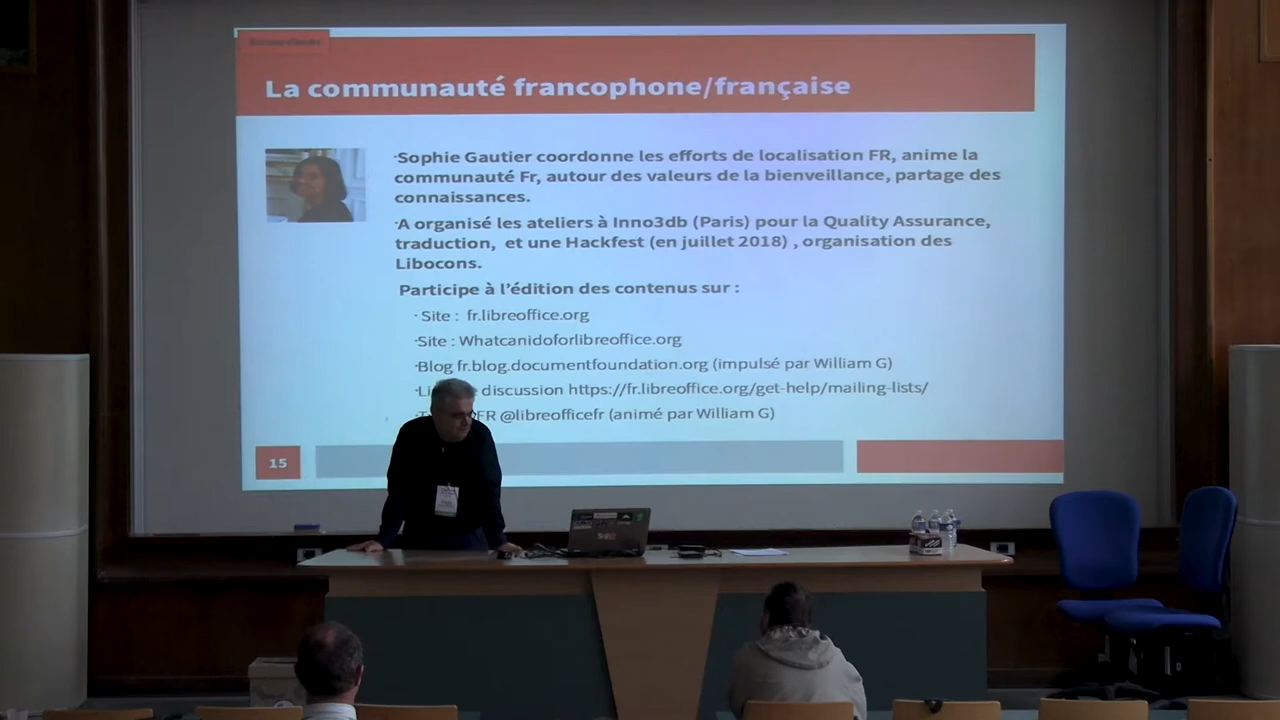 La communauté francophone/française
·Sophie Gautier coordonne les efforts de localisation FR, anime la
communauté Fr, autour des valeurs de la bienveillance, partage des
connaissances.
·A organisé les ateliers à Inno3db (Paris) pour la Quality Assurance,
traduction, et une Hackfest (en juillet 2018) , organisation des
Libocons.
Participe à l’édition des contenus sur :
· Site : fr.libreoffice.org
·Site : Whatcanidoforlibreoffice.org
·Blog fr.blog.documentfoundation.org (impulsé par William G)
discussion https://fr.libreoffice.org/get-help/mailing-lists/
FR @libreofficefr (animé par William G)
15